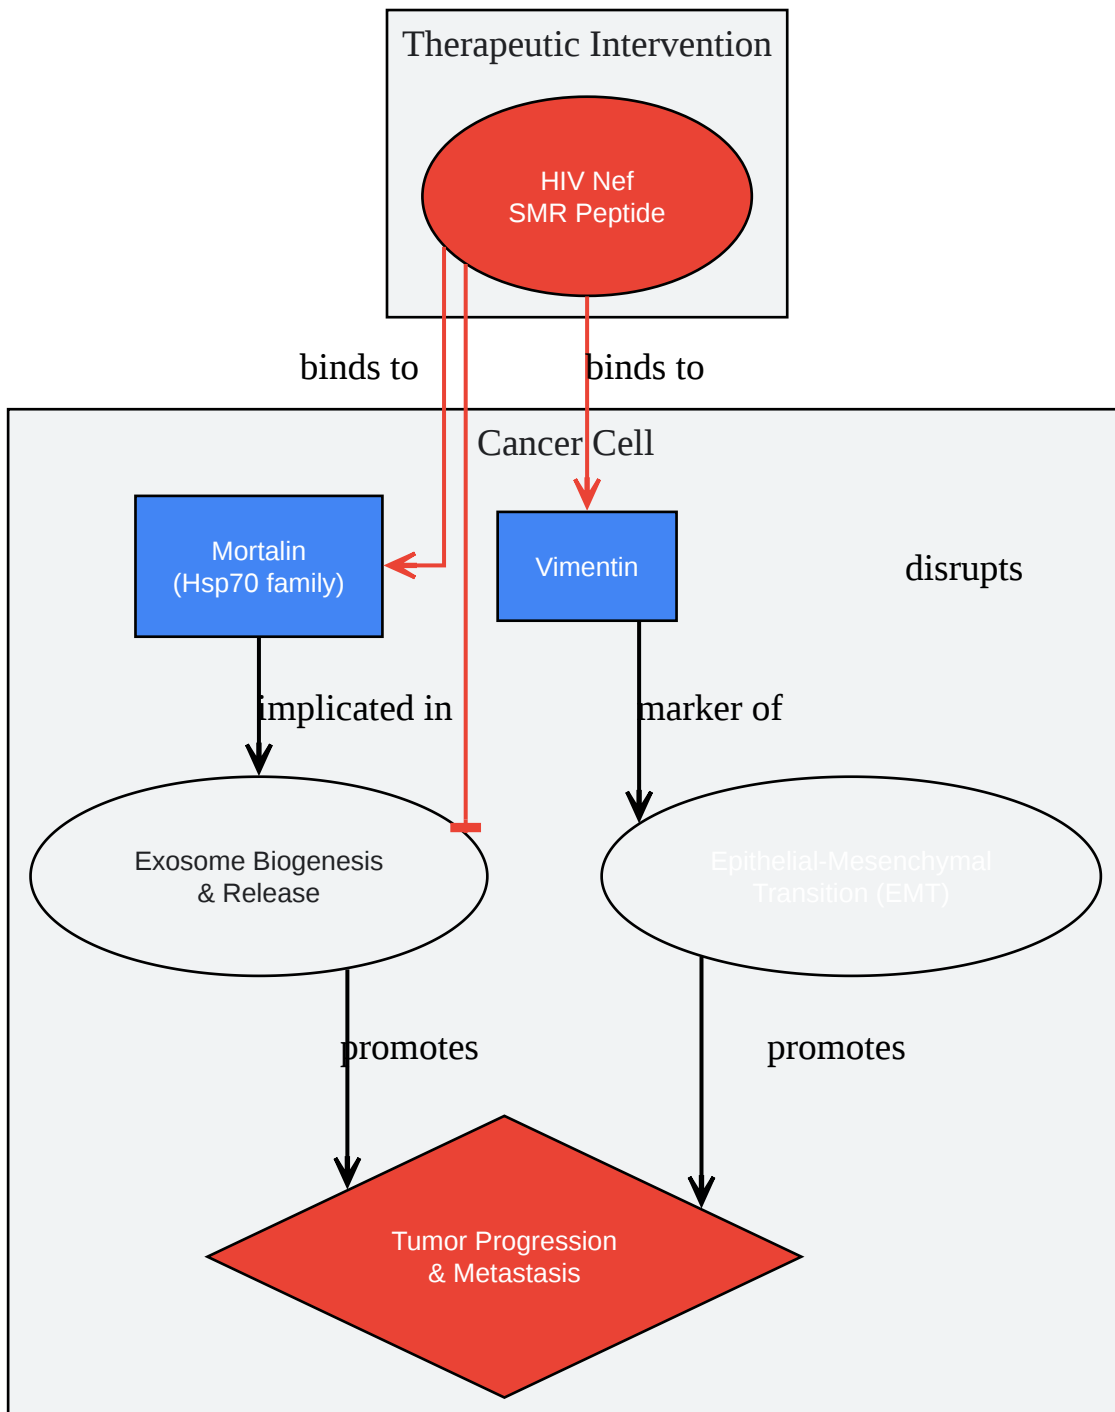 Therapeutic Intervention
HIV Nef
SMR Peptide
binds to
binds to
Cancer Cell
Mortalin
(Hsp70 family)
Vimentin
disrupts
implicated in
marker of
Exosome Biogenesis
& Release
Epithelial-Mesenchymal
Transition (EMT)
promotes
promotes
Tumor Progression
& Metastasis